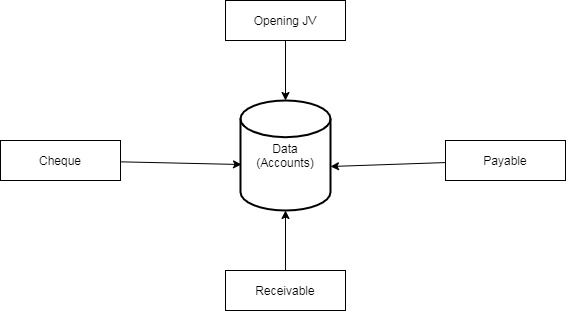 Opening JV
Data
(Accounts)
Cheque
Payable
Receivable